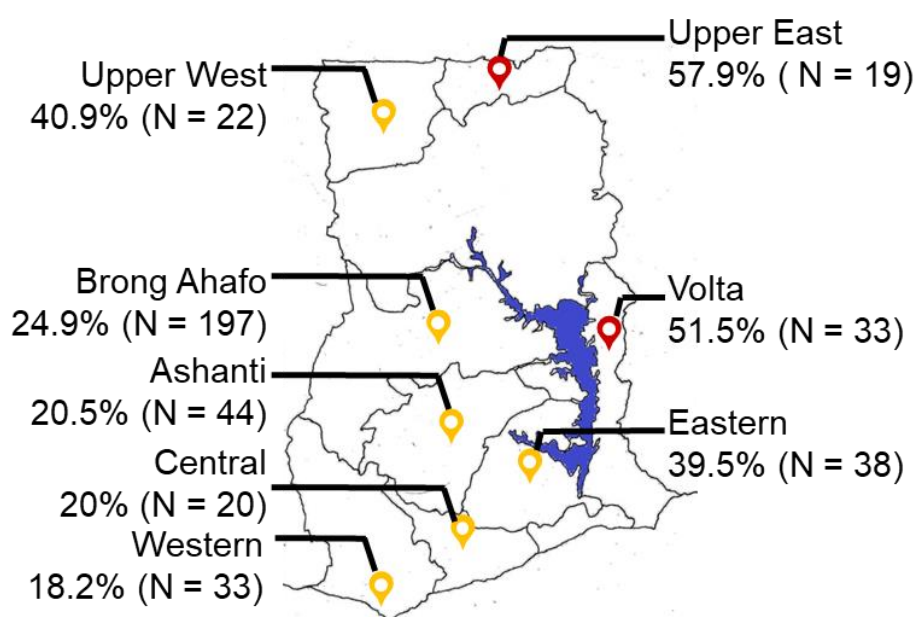 Upper East
57.9% ( N = 19)
Upper West
40.9% (N = 22)
Brong Ahafo
24.9% (N = 197)
Volta
51.5% (N = 33)
Ashanti
20.5% (N = 44)
Eastern
39.5% (N = 38)
Central
20% (N = 20)
Western
18.2% (N = 33)